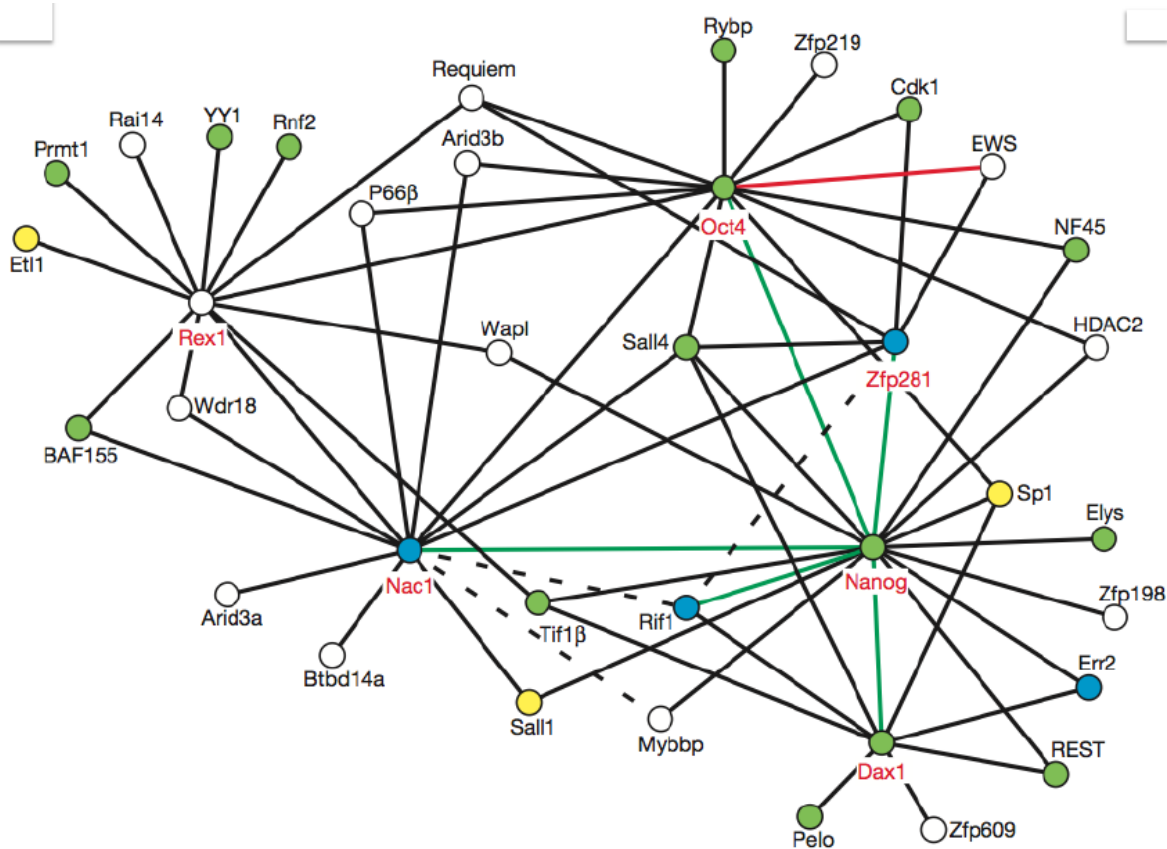 Rybp
Zfp219
Requiem
Cdk1
Rai14
YY1
Rnf2
Arid3b
EWS
Prmt1
P66β
Oct4
NF45
Etl1
Rex1
Wapl
Sall4
HDAC2
Zfp281
Wdr18
BAF155
Sp1
Elys
Nac1
Nanog
Zfp198
Arid3a
Rif1
Tif1β
Err2
Btbd14a
Sall1
Mybbp
REST
Dax1
Zfp609
Pelo